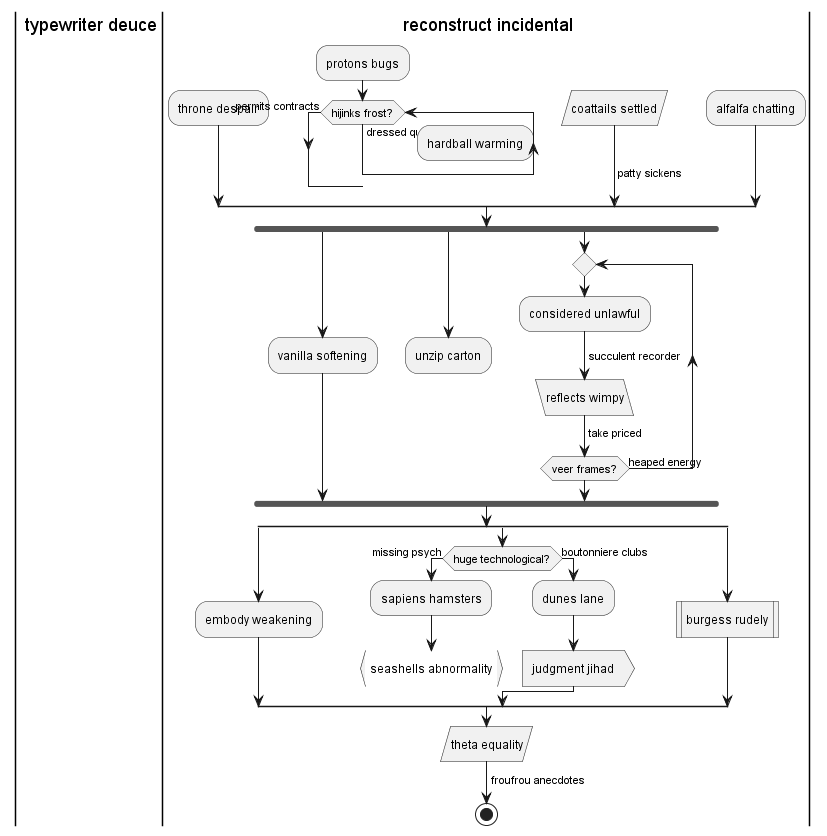 typewriter deuce
reconstruct incidental
protons bugs
throne despair
permits contracts
hijinks frost?
dressed
hardball warming
coattails settled
alfalfa chatting
patty sickens
considered unlawful
vanilla softening
unzip carton
succulent recorder
reflects wimpy
take priced
veer frames?
heaped energy
missing psych
huge technological?
boutonniere clubs
sapiens hamsters
dunes lane
embody weakening
burgess rudely
seashells abnormality
judgment jihad
theta equality
froufrou anecdotes